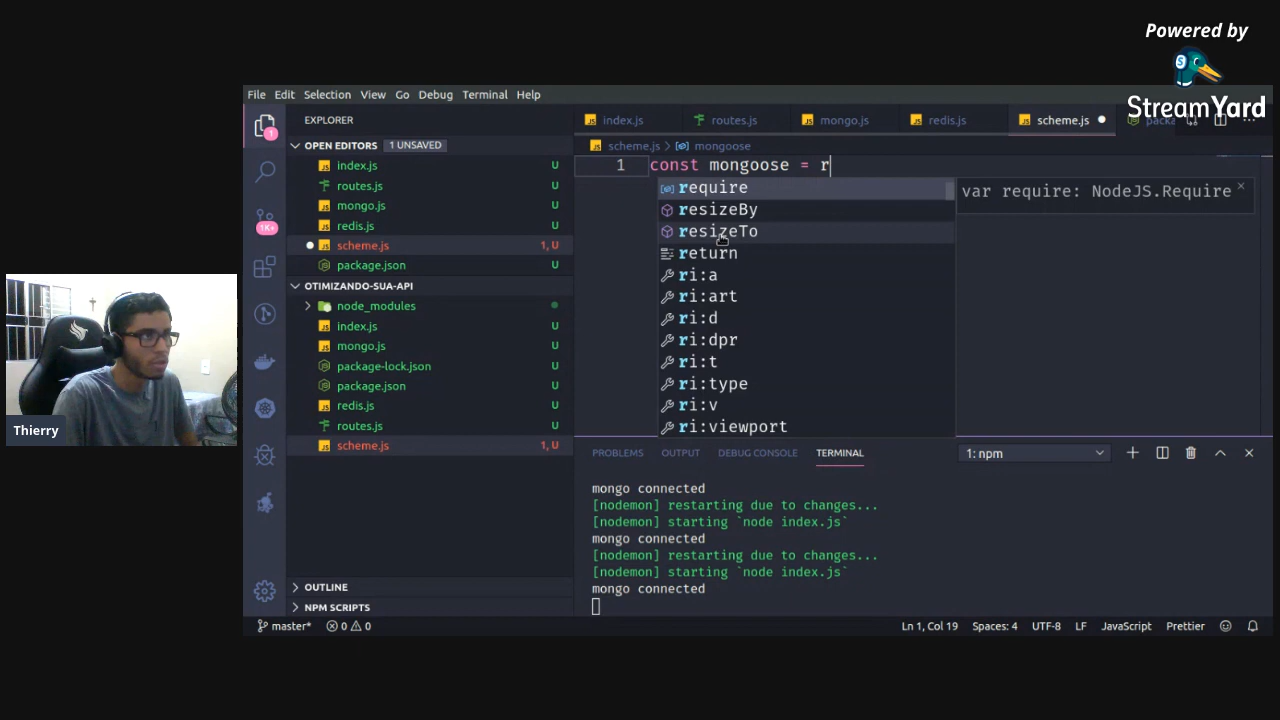 Powered by
StreamYard
File Edit Selection View Go Debug Terminal Help
1
EXPLORER
OPEN EDITORS 1 UNSAVED
index.js U
routes.js U
mongo.js U
redis.js U
scheme.js 1, U
package.json U
OTIMIZANDO-SUA-API
node_modules
index.js U
mongo.js U
package-lock.json U
package.json U
redis.js U
routes.js U
scheme.js 1, U
OUTLINE
NPM SCRIPTS
1K+
index.js routes.js mongo.js redis.js scheme.js packa
scheme.js > mongoose
1 const mongoose = r
require
resizeBy
resizeTo
return
ri:a
ri:art
ri:d
ri:dpr
ri:t
ri:type
ri:v
ri:viewport
var require: NodeJS.Require
PROBLEMS OUTPUT DEBUG CONSOLE TERMINAL 1: npm
mongo connected
[nodemon] restarting due to changes...
[nodemon] starting `node index.js`
mongo connected
[nodemon] restarting due to changes...
[nodemon] starting `node index.js`
mongo connected
master* 0 0 Ln 1, Col 19 Spaces: 4 UTF-8 LF JavaScript Prettier
Thierry